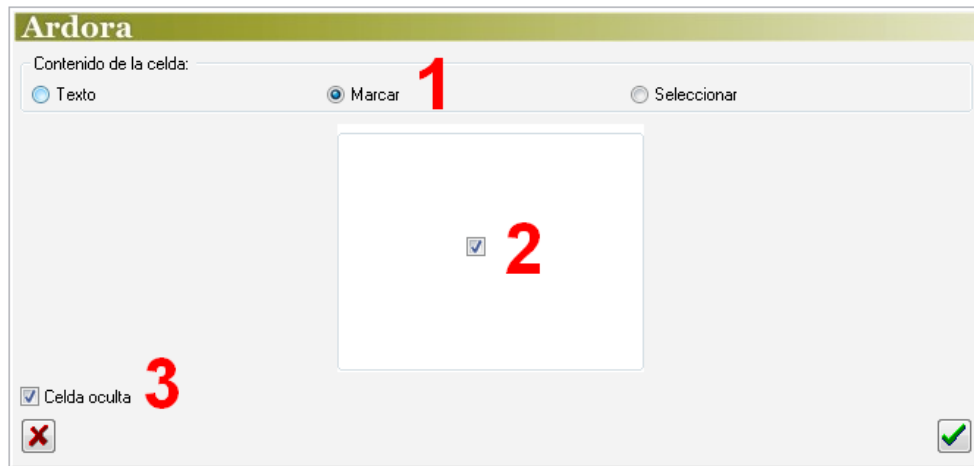 Ardora
Contenido de la celda:
Texto Marcar 1 Seleccionar
2
Celda oculta 3